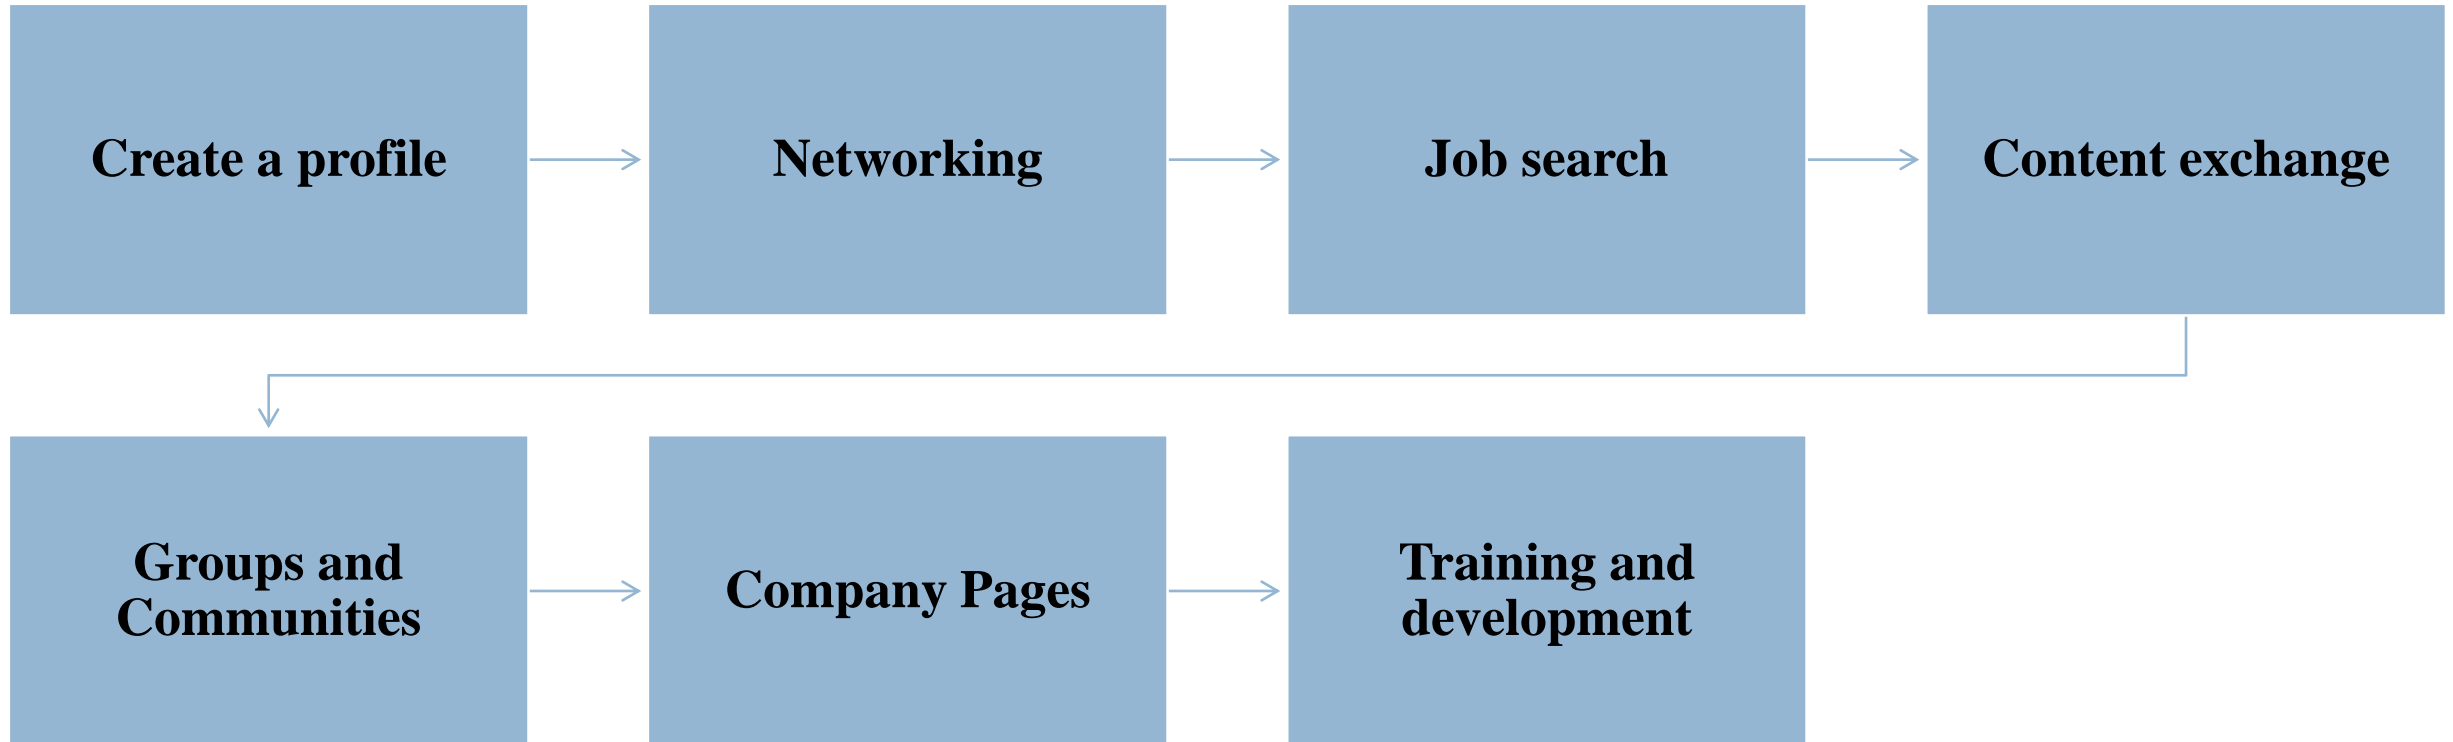 Create a profile
Networking
Job search
Content exchange
Groups and
Communities
Company Pages
Training and
development